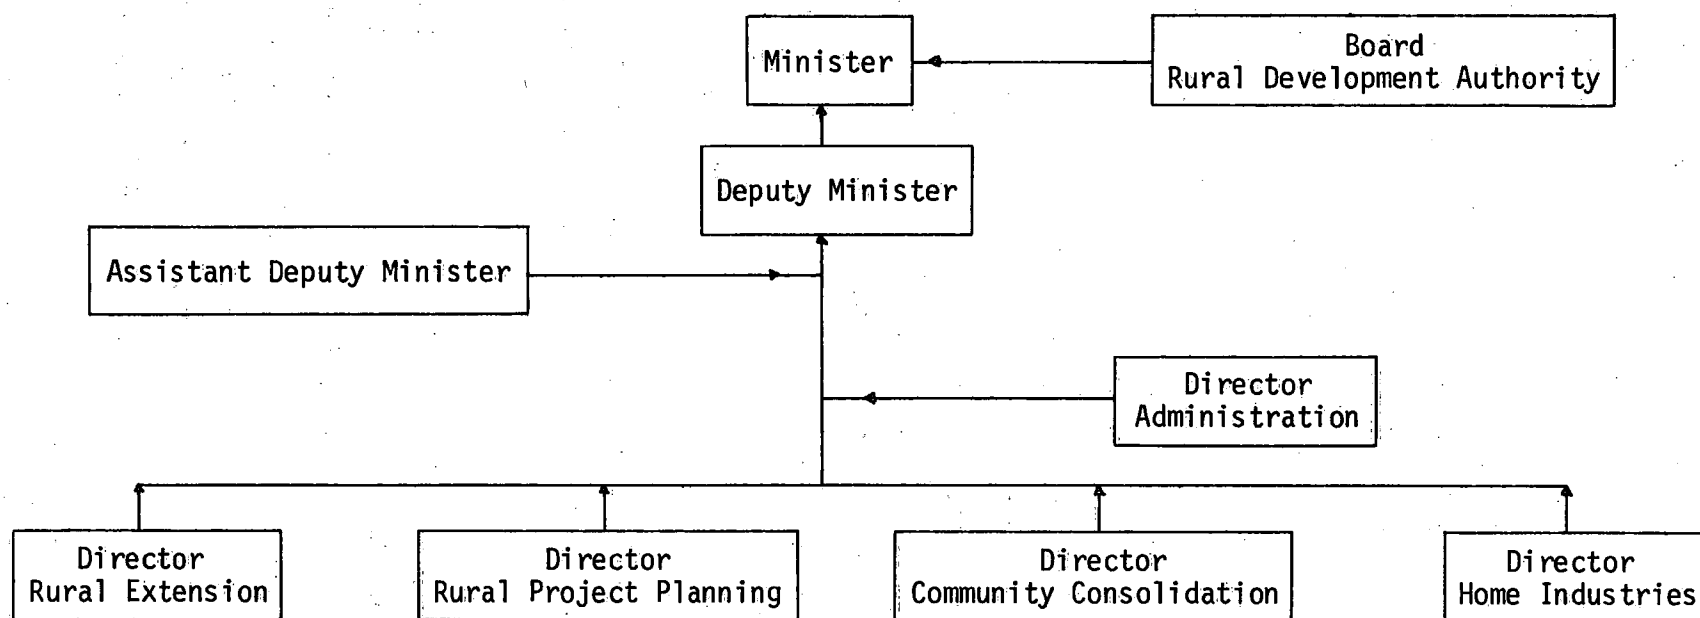 Minister
Board
Rural Development Authority
Deputy Minister
Assistant Deputy Minister
Director
Administration
Director
Rural Extension
Director
Rural Project Planning
Director
Community Consolidation
Director
Home Industries